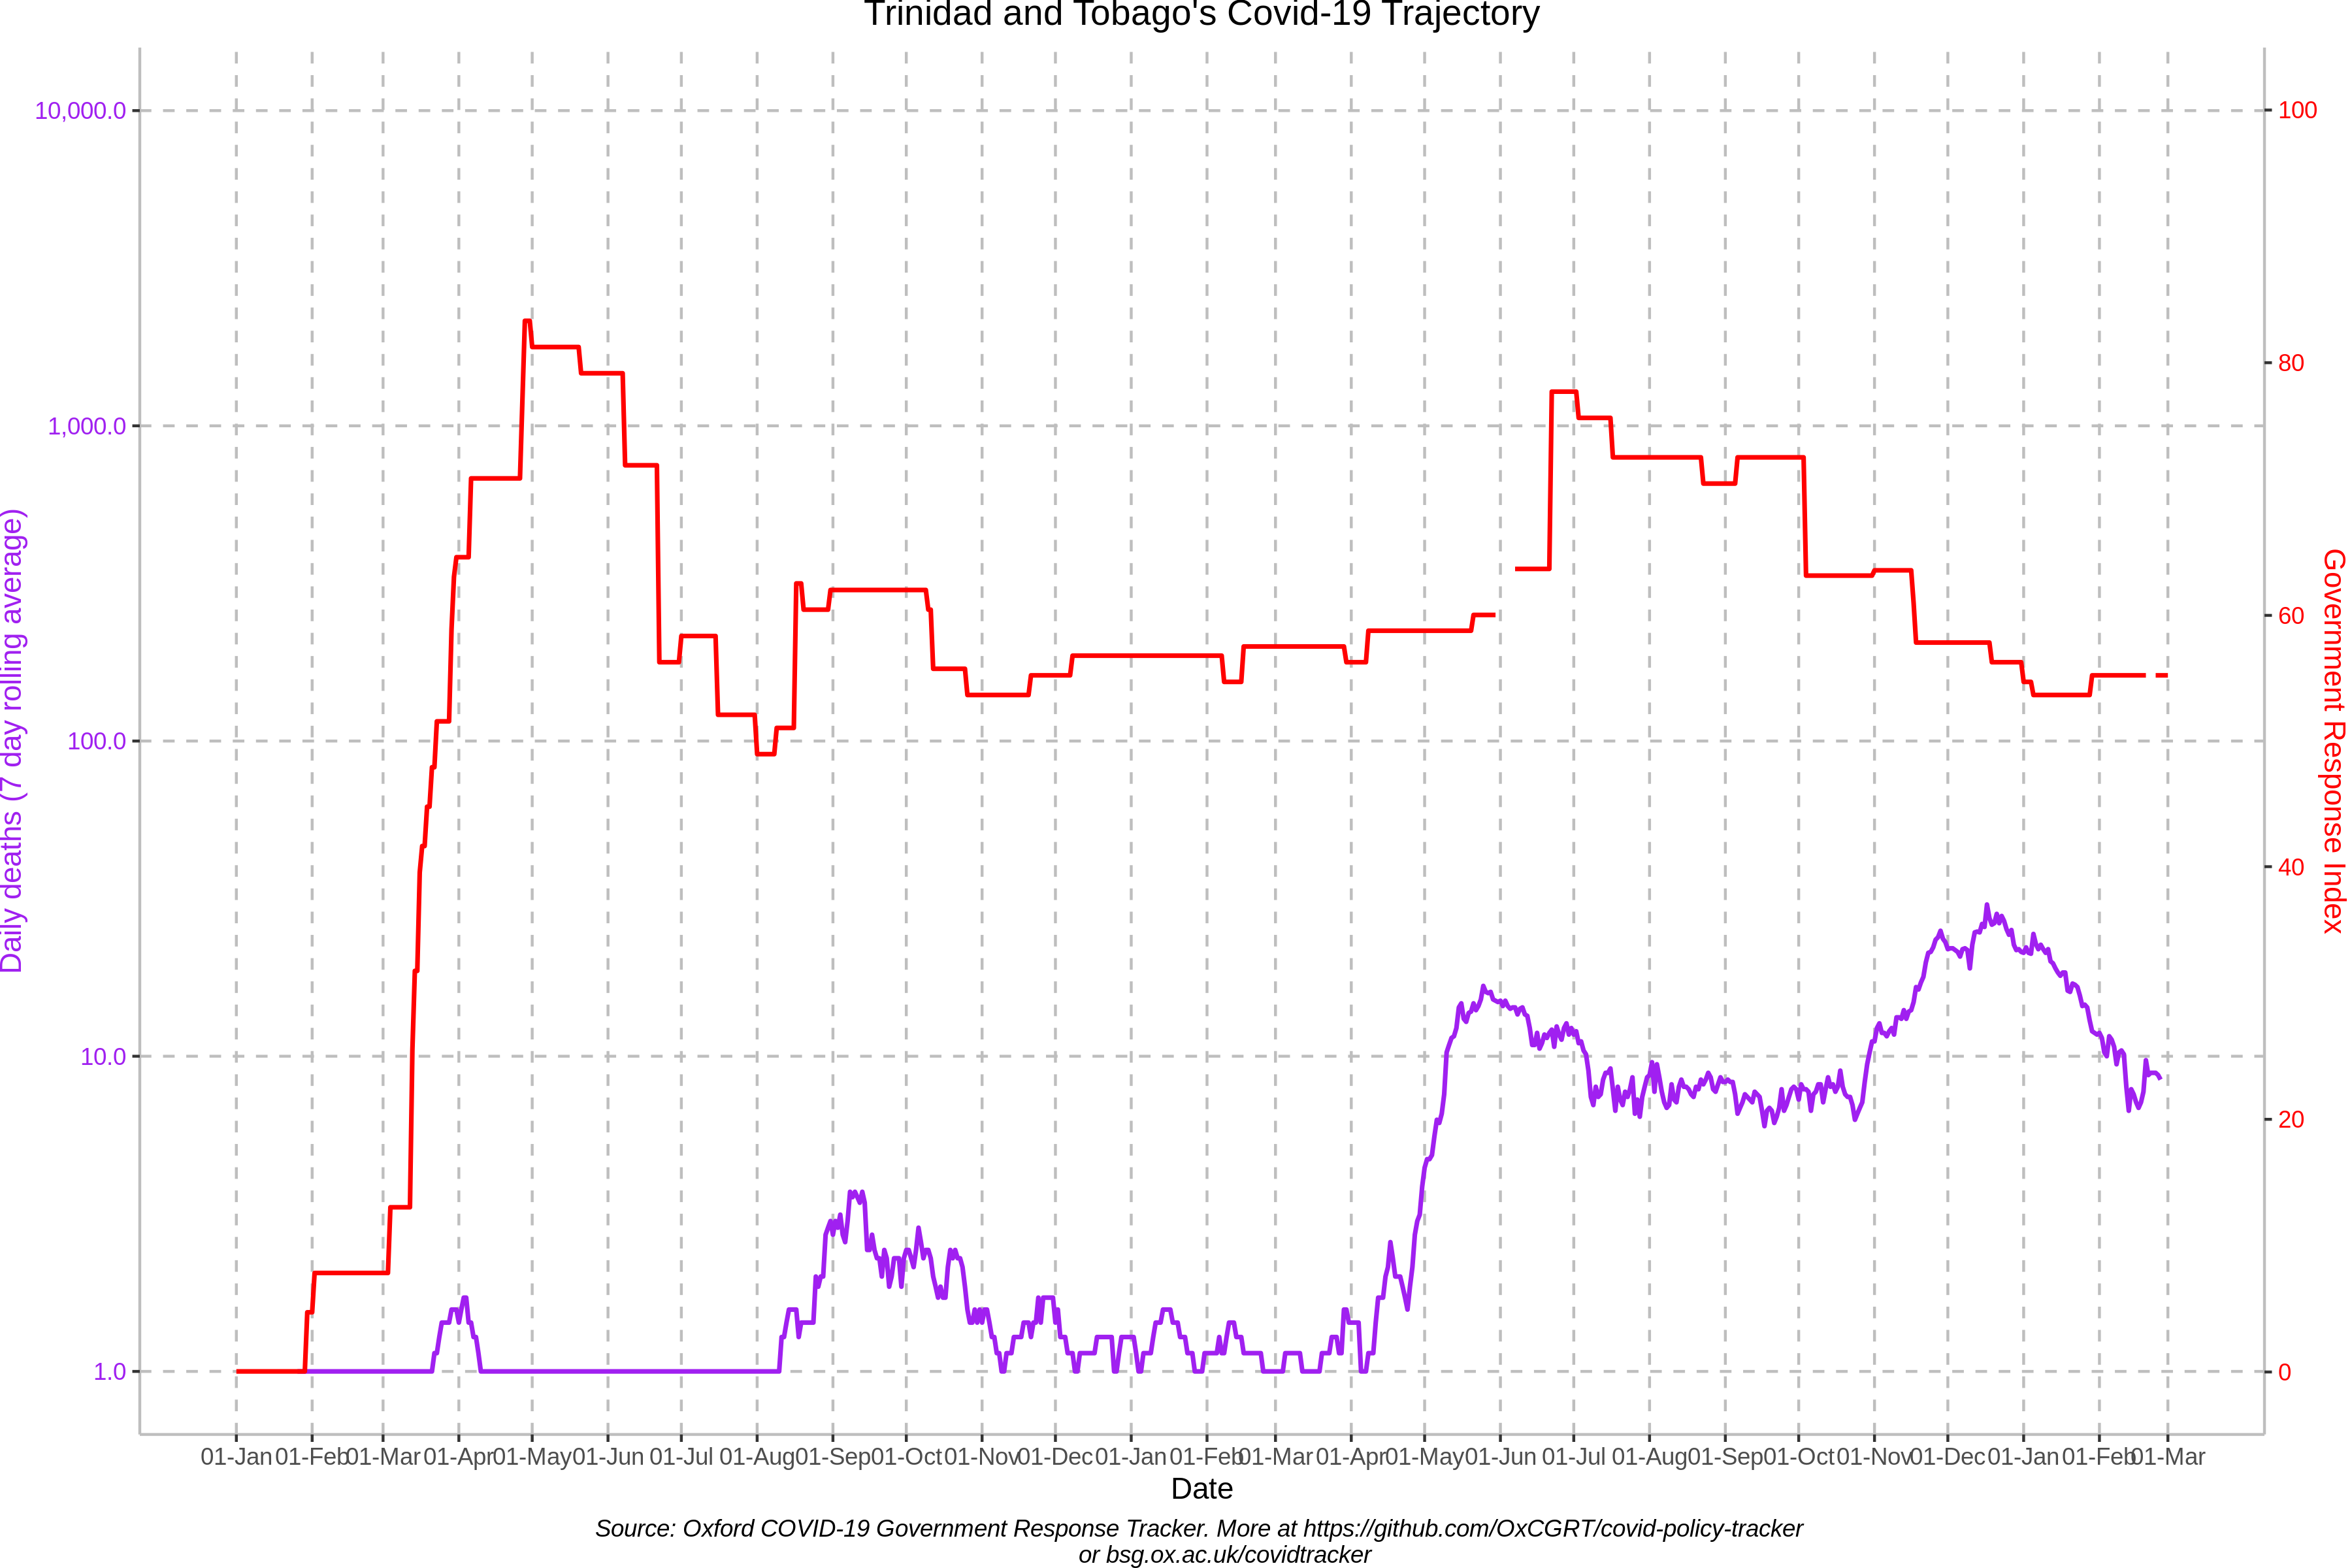 Trinidad and Tobago's Covid-19 Trajectory
10,000.0
1,000.0
100.0
10.0
1.0
Daily deaths (7 day rolling average)
100
80
60
40
20
0
Government Response Index
01-Jan 01-Feb 01-Mar 01-Apr 01-May 01-Jun 01-Jul 01-Aug 01-Sep 01-Oct 01-Nov 01-Dec 01-Jan 01-Feb 01-Mar 01-Apr 01-May 01-Jun 01-Jul 01-Aug 01-Sep 01-Oct 01-Nov 01-Dec 01-Jan 01-Feb 01-Mar
Date
Source: Oxford COVID-19 Government Response Tracker. More at https://github.com/OxCGRT/covid-policy-tracker
or bsg.ox.ac.uk/covidtracker